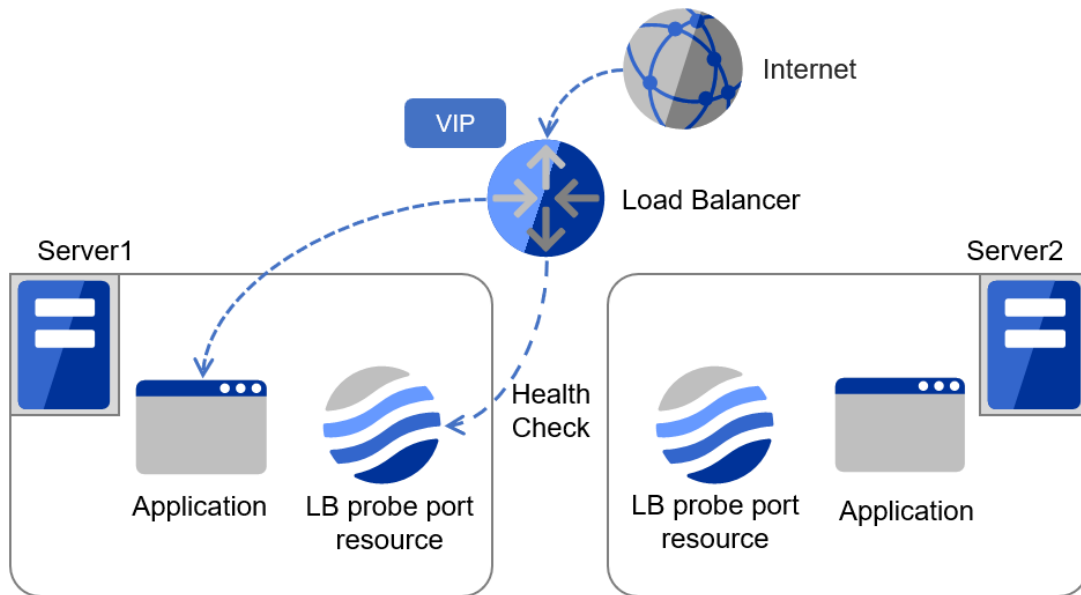 Internet
VIP
Load Balancer
Server1
Server2
Health
Check
Application
LB probe port
resource
LB probe port
resource
Application